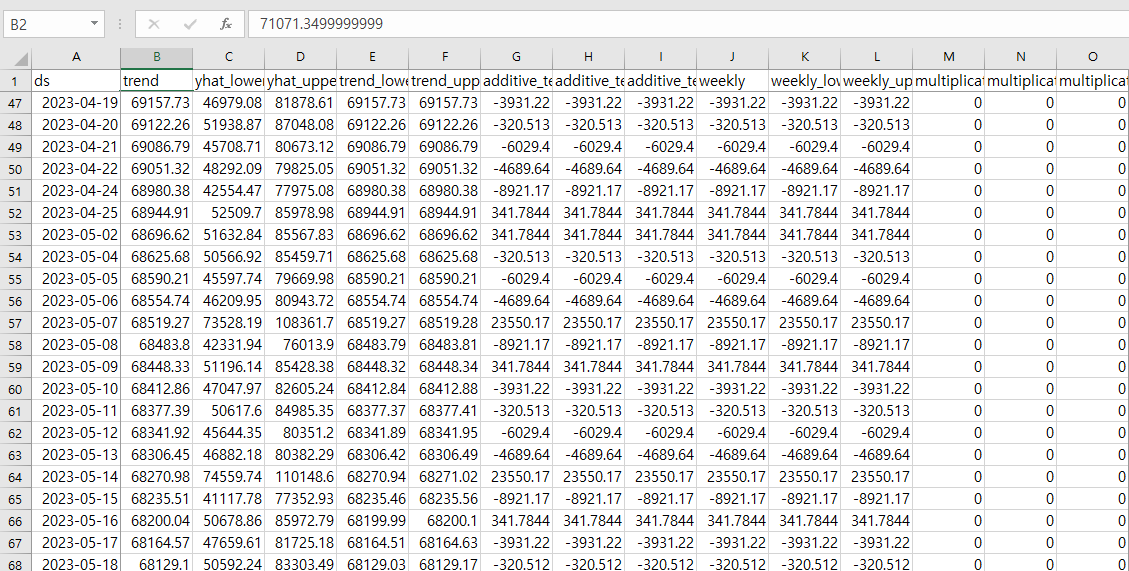 B2 fx 71071.3499999999
A B C D E F G H I J K L M N O
1 ds trend yhat_lower yhat_uppe trend_lowe trend_upp additive_te additive_te additive_te weekly weekly_lov weekly_up multiplicat multiplicat multiplicat
47 2023-04-19 69157.73 46979.08 81878.61 69157.73 69157.73 -3931.22 -3931.22 -3931.22 -3931.22 -3931.22 -3931.22 0 0 0
48 2023-04-20 69122.26 51938.87 87048.08 69122.26 69122.26 -320.513 -320.513 -320.513 -320.513 -320.513 -320.513 0 0 0
49 2023-04-21 69086.79 45708.71 80673.12 69086.79 69086.79 -6029.4 -6029.4 -6029.4 -6029.4 -6029.4 -6029.4 0 0 0
50 2023-04-22 69051.32 48292.09 79825.05 69051.32 69051.32 -4689.64 -4689.64 -4689.64 -4689.64 -4689.64 -4689.64 0 0 0
51 2023-04-24 68980.38 42554.47 77975.08 68980.38 68980.38 -8921.17 -8921.17 -8921.17 -8921.17 -8921.17 -8921.17 0 0 0
52 2023-04-25 68944.91 52509.7 85978.98 68944.91 68944.91 341.7844 341.7844 341.7844 341.7844 341.7844 341.7844 0 0 0
53 2023-05-02 68696.62 51632.84 85567.83 68696.62 68696.62 341.7844 341.7844 341.7844 341.7844 341.7844 341.7844 0 0 0
54 2023-05-04 68625.68 50566.92 85459.71 68625.68 68625.68 -320.513 -320.513 -320.513 -320.513 -320.513 -320.513 0 0 0
55 2023-05-05 68590.21 45597.74 79669.98 68590.21 68590.21 -6029.4 -6029.4 -6029.4 -6029.4 -6029.4 -6029.4 0 0 0
56 2023-05-06 68554.74 46209.95 80943.72 68554.74 68554.74 -4689.64 -4689.64 -4689.64 -4689.64 -4689.64 -4689.64 0 0 0
57 2023-05-07 68519.27 73528.19 108361.7 68519.27 68519.28 23550.17 23550.17 23550.17 23550.17 23550.17 23550.17 0 0 0
58 2023-05-08 68483.8 42331.94 76013.9 68483.79 68483.81 -8921.17 -8921.17 -8921.17 -8921.17 -8921.17 -8921.17 0 0 0
59 2023-05-09 68448.33 51196.14 85428.38 68448.32 68448.34 341.7844 341.7844 341.7844 341.7844 341.7844 341.7844 0 0 0
60 2023-05-10 68412.86 47047.97 82605.24 68412.84 68412.88 -3931.22 -3931.22 -3931.22 -3931.22 -3931.22 -3931.22 0 0 0
61 2023-05-11 68377.39 50617.6 84985.35 68377.37 68377.41 -320.513 -320.513 -320.513 -320.513 -320.513 -320.513 0 0 0
62 2023-05-12 68341.92 45644.35 80351.2 68341.89 68341.95 -6029.4 -6029.4 -6029.4 -6029.4 -6029.4 -6029.4 0 0 0
63 2023-05-13 68306.45 46882.18 80382.29 68306.42 68306.49 -4689.64 -4689.64 -4689.64 -4689.64 -4689.64 -4689.64 0 0 0
64 2023-05-14 68270.98 74559.74 110148.6 68270.94 68271.02 23550.17 23550.17 23550.17 23550.17 23550.17 23550.17 0 0 0
65 2023-05-15 68235.51 41117.78 77352.93 68235.46 68235.56 -8921.17 -8921.17 -8921.17 -8921.17 -8921.17 -8921.17 0 0 0
66 2023-05-16 68200.04 50678.86 85972.79 68199.99 68200.1 341.7844 341.7844 341.7844 341.7844 341.7844 341.7844 0 0 0
67 2023-05-17 68164.57 47659.61 81725.18 68164.51 68164.63 -3931.22 -3931.22 -3931.22 -3931.22 -3931.22 -3931.22 0 0 0
68 2023-05-18 68129.1 50592.24 83303.49 68129.03 68129.17 -320.512 -320.512 -320.512 -320.512 -320.512 -320.512 0 0 0